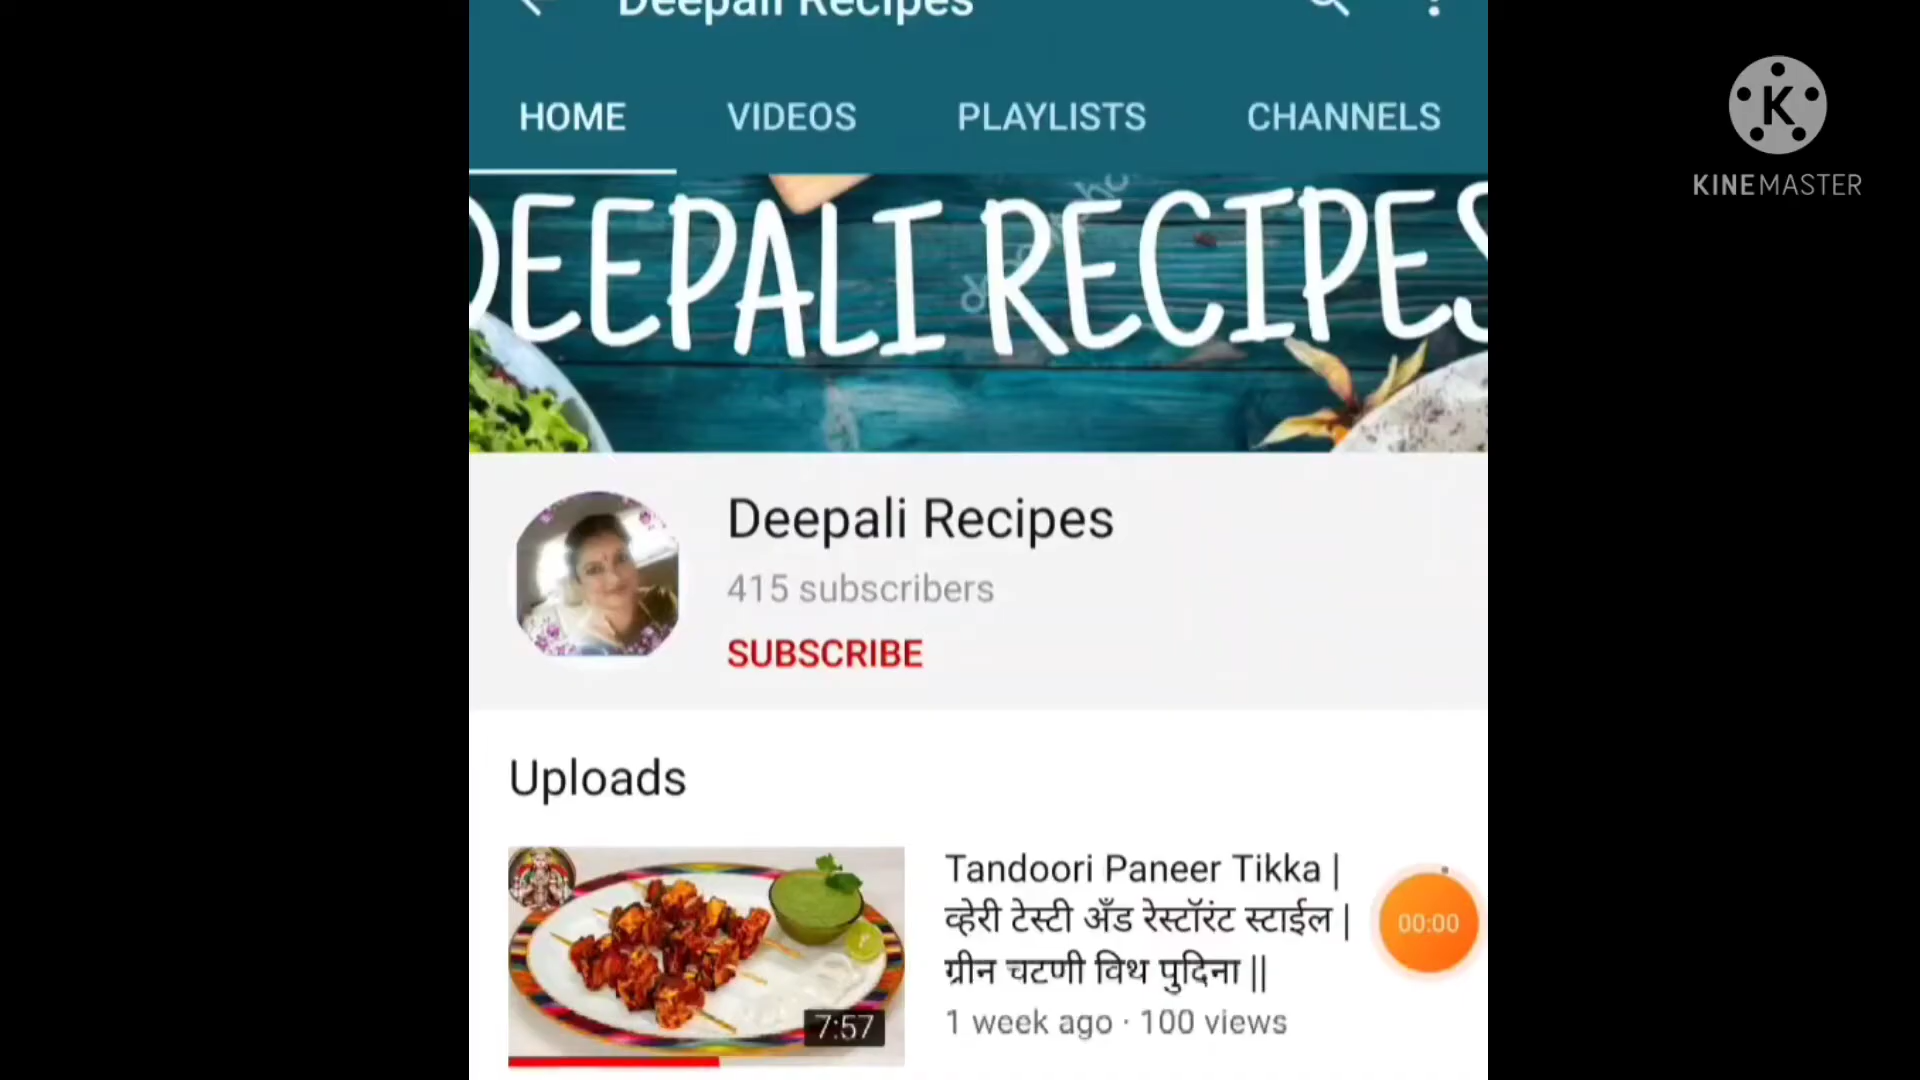 Deepali Recipes
HOME VIDEOS PLAYLISTS CHANNELS
KINEMASTER
DEEPALI RECIPES
Deepali Recipes
415 subscribers
SUBSCRIBE
Uploads
Tandoori Paneer Tikka |
व्हेरी टेस्टी अँड रेस्टॉरंट स्टाईल |
ग्रीन चटणी विथ पुदिना ||
1 week ago · 100 views
7:57
00:00